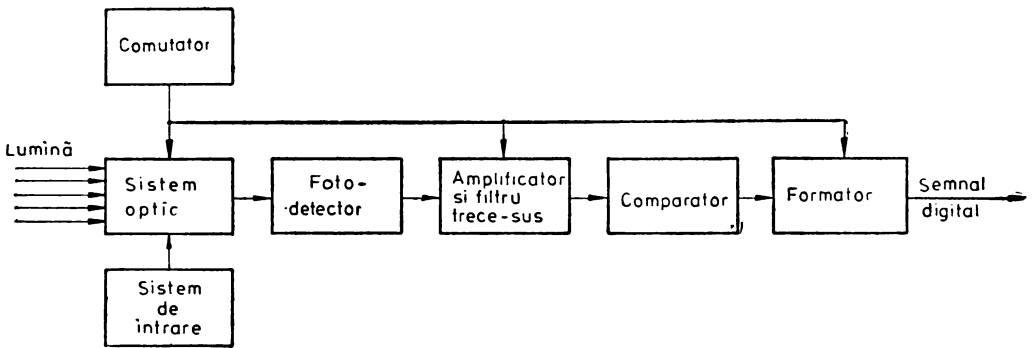 Comutator
Lumină
Sistem
optic
Foto-
detector
Amplificator
si filtru
trece-sus
Comparator
Formator
Semnal
digital
Sistem
de
intrare